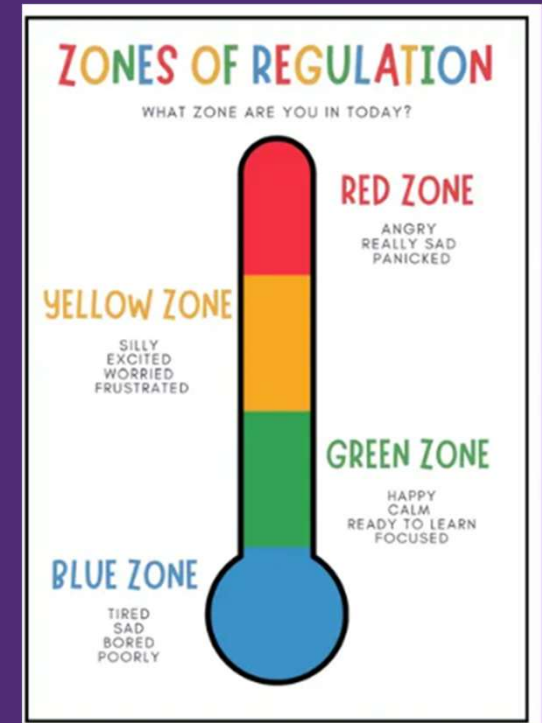 ZONES OF REGULATION
WHAT ZONE ARE YOU IN TODAY?
RED ZONE
ANGRY
REALLY SAD
PANICKED
YELLOW ZONE
SILLY
EXCITED
WORRIED
FRUSTRATED
GREEN ZONE
HAPPY
CALM
READY TO LEARN
FOCUSED
BLUE ZONE
TIRED
SAD
BORED
POORLY